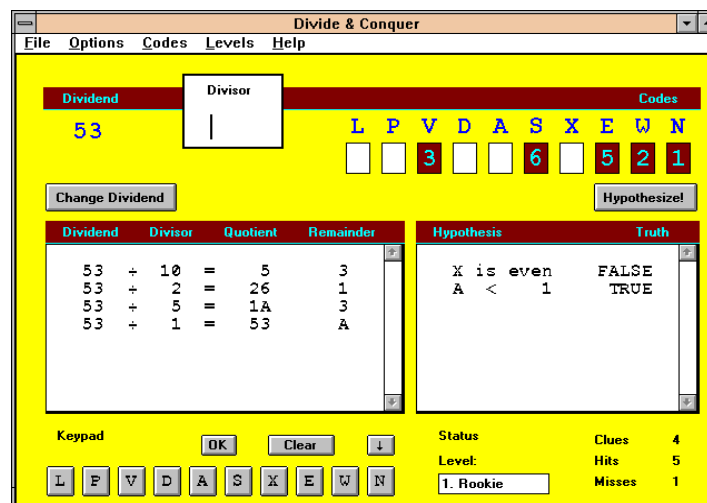 Divide & Conquer
File Options Codes Levels Help
Divisor
Dividend Codes
53 L P V D A S X E W N
3 6 5 2 1
Change Dividend Hypothesize!
Dividend Divisor Quotient Remainder
53 ÷ 10 = 5 3
53 ÷ 2 = 26 1
53 ÷ 5 = 1A 3
53 ÷ 1 = 53 A
Hypothesis Truth
X is even FALSE
A < 1 TRUE
Keypad OK Clear ↓
L P V D A S X E W N
Status
Level:
1. Rookie
Clues 4
Hits 5
Misses 1